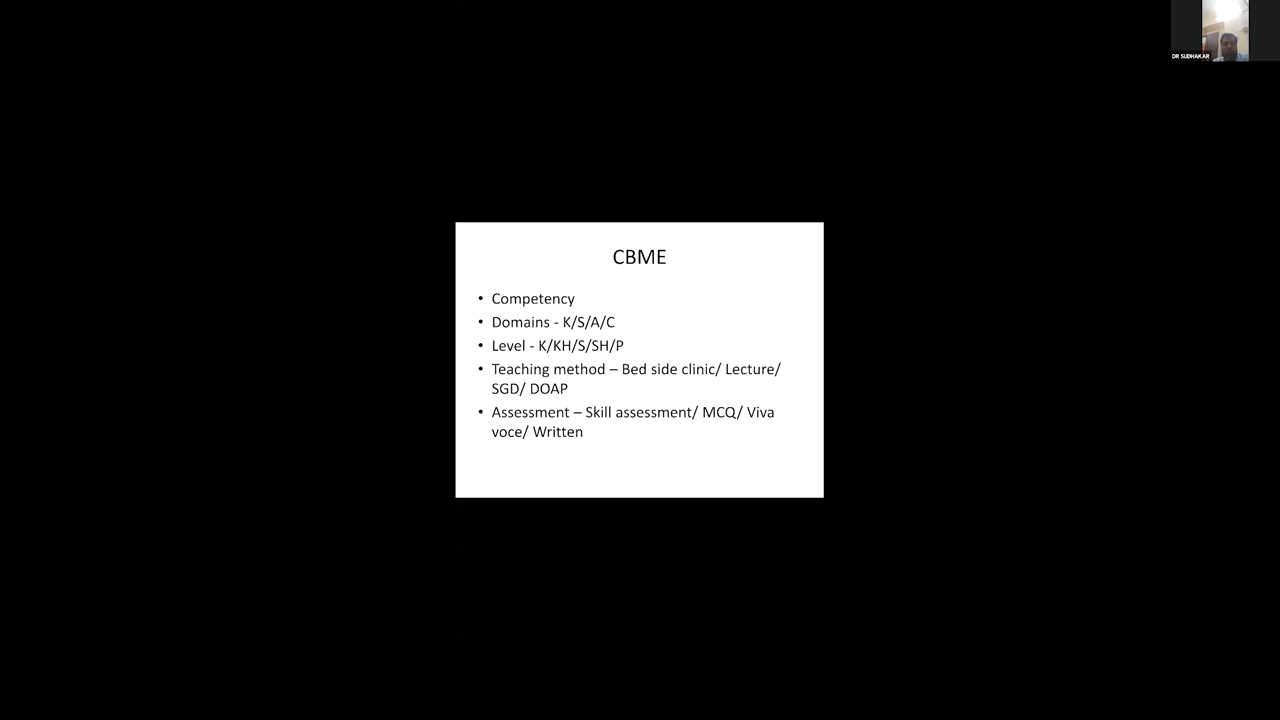 DR SUDHAKAR
CBME
• Competency
• Domains - K/S/A/C
• Level - K/KH/S/SH/P
• Teaching method – Bed side clinic/ Lecture/
SGD/ DOAP
• Assessment – Skill assessment/ MCQ/ Viva
voce/ Written